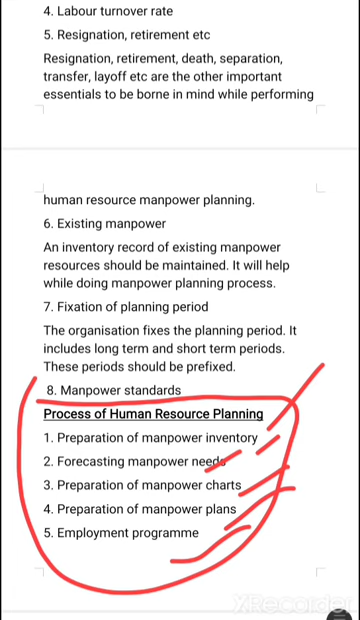 4. Labour turnover rate
5. Resignation, retirement etc
Resignation, retirement, death, separation,
transfer, layoff etc are the other important
essentials to be borne in mind while performing
human resource manpower planning.
6. Existing manpower
An inventory record of existing manpower
resources should be maintained. It will help
while doing manpower planning process.
7. Fixation of planning period
The organisation fixes the planning period. It
includes long term and short term periods.
These periods should be prefixed.
8. Manpower standards
Process of Human Resource Planning
1. Preparation of manpower inventory
2. Forecasting manpower needs
3. Preparation of manpower charts
4. Preparation of manpower plans
5. Employment programme
XRecorder